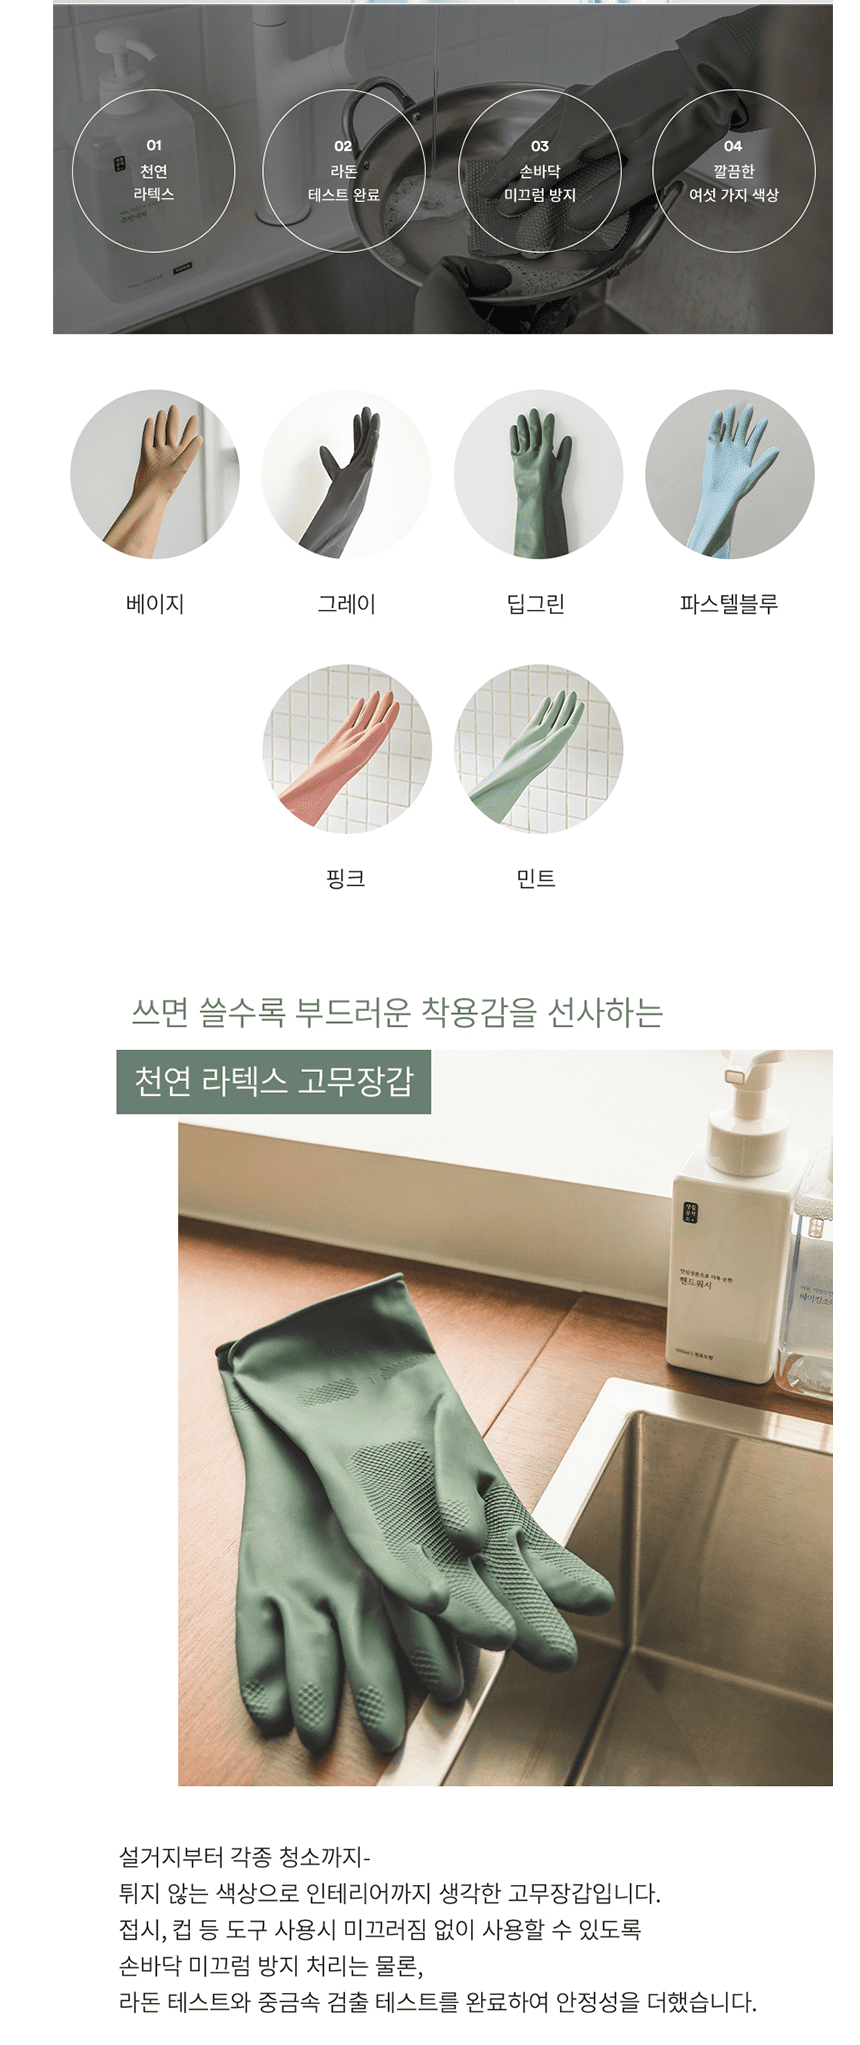 01
천연
라텍스
02
라돈
테스트 완료
03
손바닥
미끄럼 방지
04
깔끔한
여섯 가지 색상
베이지
그레이
딥그린
파스텔블루
핑크
민트
쓰면 쓸수록 부드러운 착용감을 선사하는
천연 라텍스 고무장갑
핸드워시
설거지부터 각종 청소까지-
튀지 않는 색상으로 인테리어까지 생각한 고무장갑입니다.
접시, 컵 등 도구 사용시 미끄러짐 없이 사용할 수 있도록
손바닥 미끄럼 방지 처리는 물론,
라돈 테스트와 중금속 검출 테스트를 완료하여 안정성을 더했습니다.